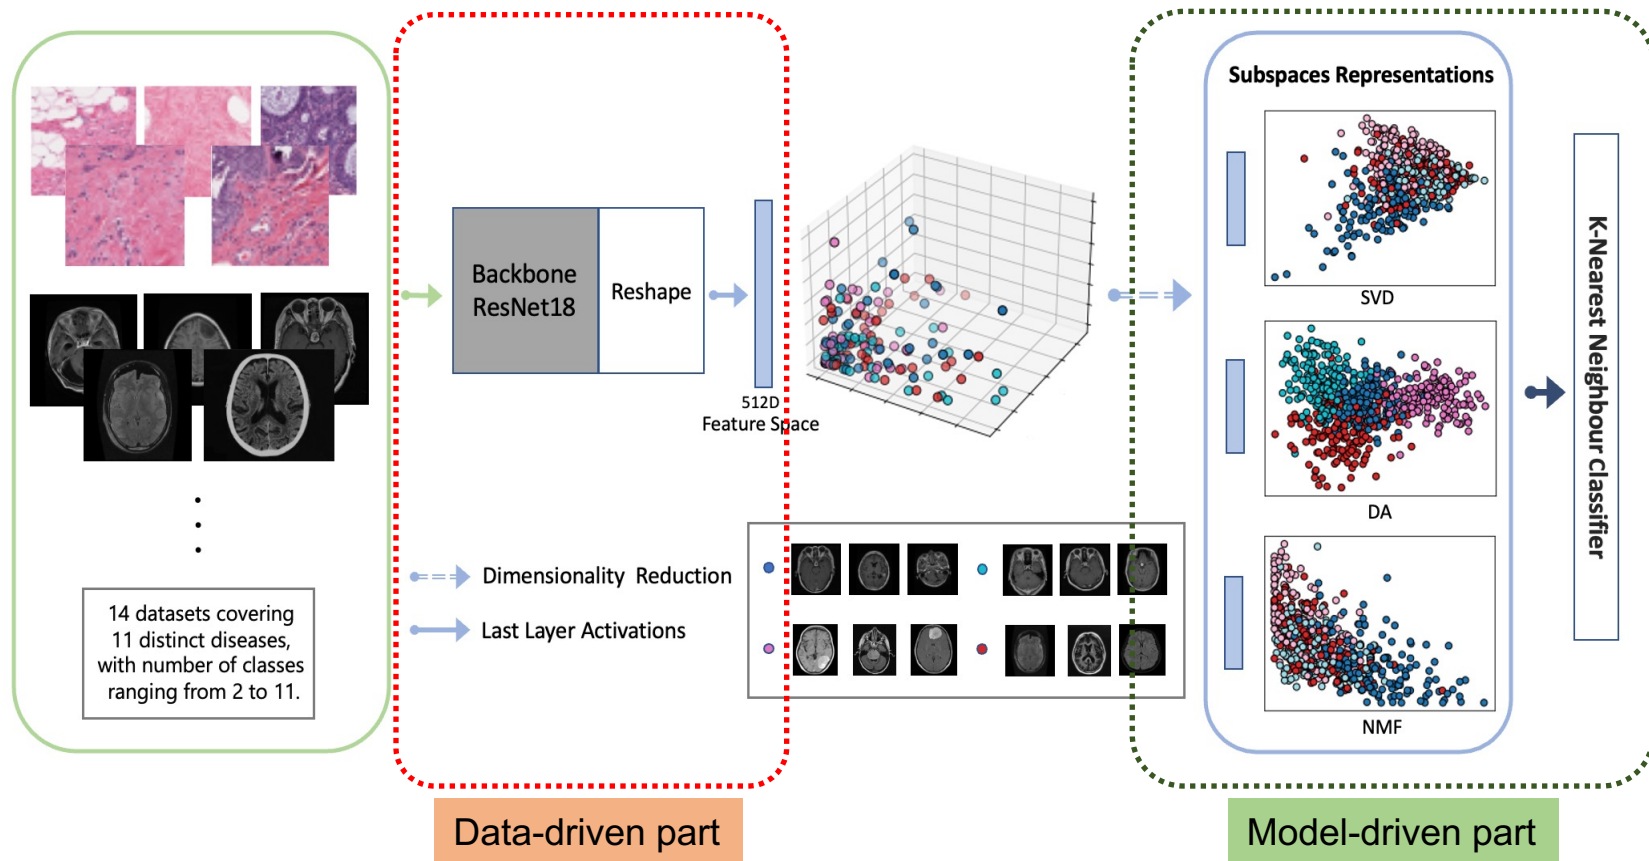 14 datasets covering
11 distinct diseases,
with number of classes
ranging from 2 to 11.
Backbone
ResNet18
Reshape
512D
Feature Space
Dimensionality Reduction
Last Layer Activations
Data-driven part
Subspaces Representations
SVD
DA
NMF
K-Nearest Neighbour Classifier
Model-driven part